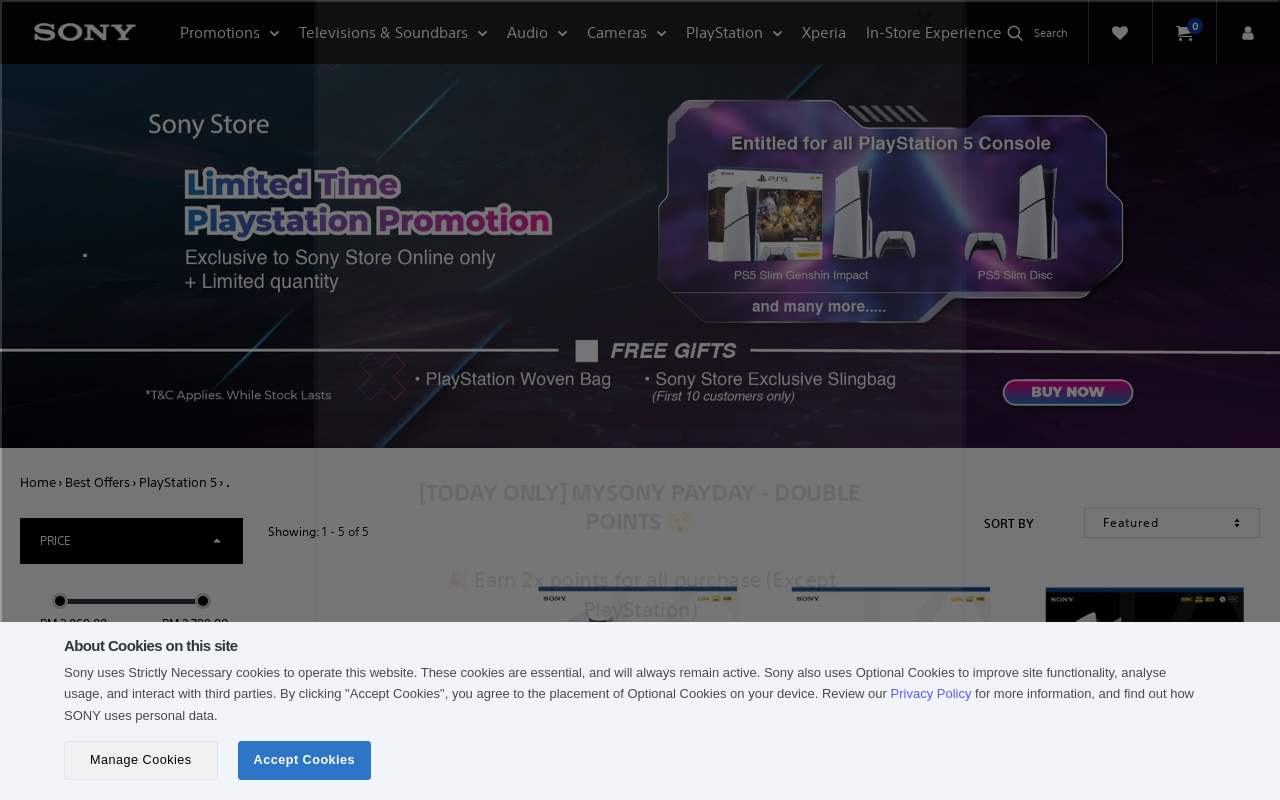 SONY
Promotions
Televisions & Soundbars
Audio
Cameras
PlayStation
Xperia
In-Store Experience
Search
0
Sony Store
Limited Time
Playstation Promotion
Exclusive to Sony Store Online only
+ Limited quantity
Entitled for all PlayStation 5 Console
PS5 Slim Genshin Impact
PS5 Slim Disc
and many more.....
FREE GIFTS
• PlayStation Woven Bag
• Sony Store Exclusive Slingbag
(First 10 customers only)
*T&C Applies. While Stock Lasts
BUY NOW
Home › Best Offers › PlayStation 5 › .
[TODAY ONLY] MYSONY PAYDAY - DOUBLE
POINTS 😲
🎉 Earn 2x points for all purchase (Except
PlayStation)
PRICE
Showing: 1 - 5 of 5
SORT BY
Featured
SONY
SONY
SONY
About Cookies on this site
Sony uses Strictly Necessary cookies to operate this website. These cookies are essential, and will always remain active. Sony also uses Optional Cookies to improve site functionality, analyse
usage, and interact with third parties. By clicking "Accept Cookies", you agree to the placement of Optional Cookies on your device. Review our Privacy Policy for more information, and find out how
SONY uses personal data.
Manage Cookies
Accept Cookies